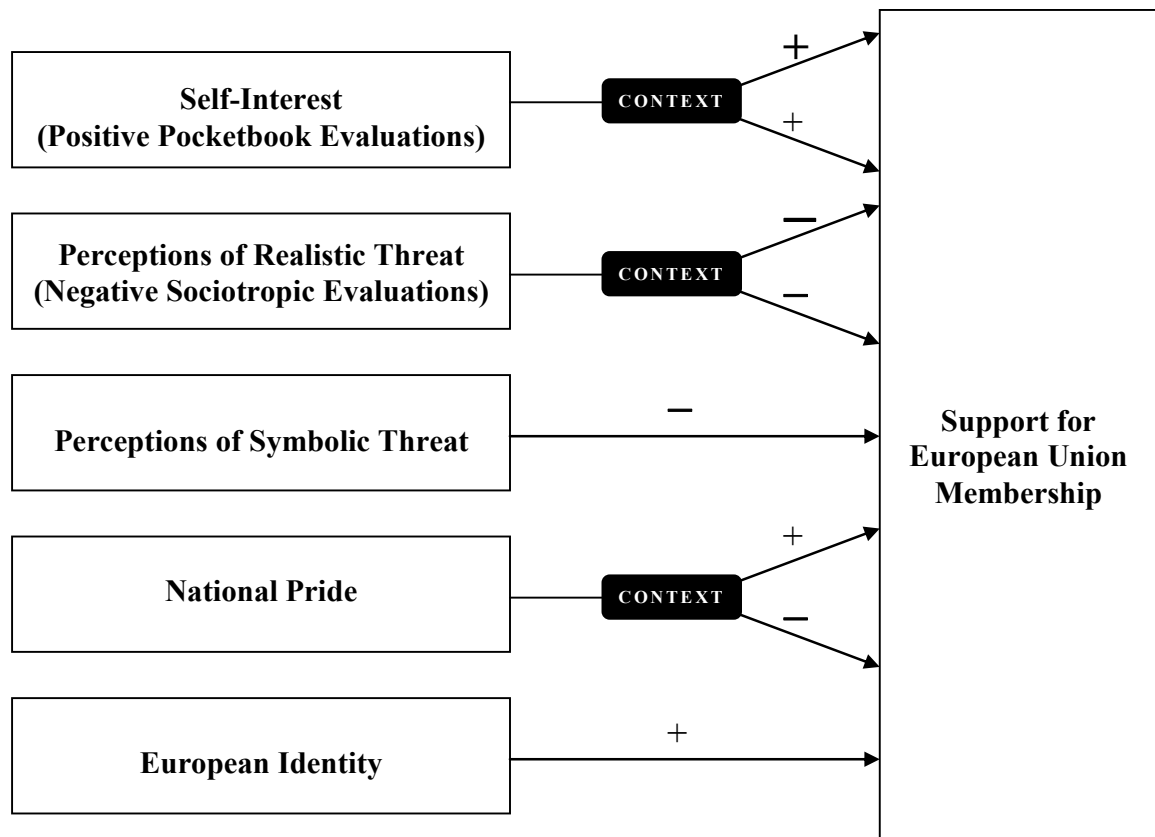 Self-Interest
(Positive Pocketbook Evaluations)
CONTEXT
+
+
Perceptions of Realistic Threat
(Negative Sociotropic Evaluations)
CONTEXT
−
−
Perceptions of Symbolic Threat
−
National Pride
CONTEXT
+
−
European Identity
+
Support for
European Union
Membership